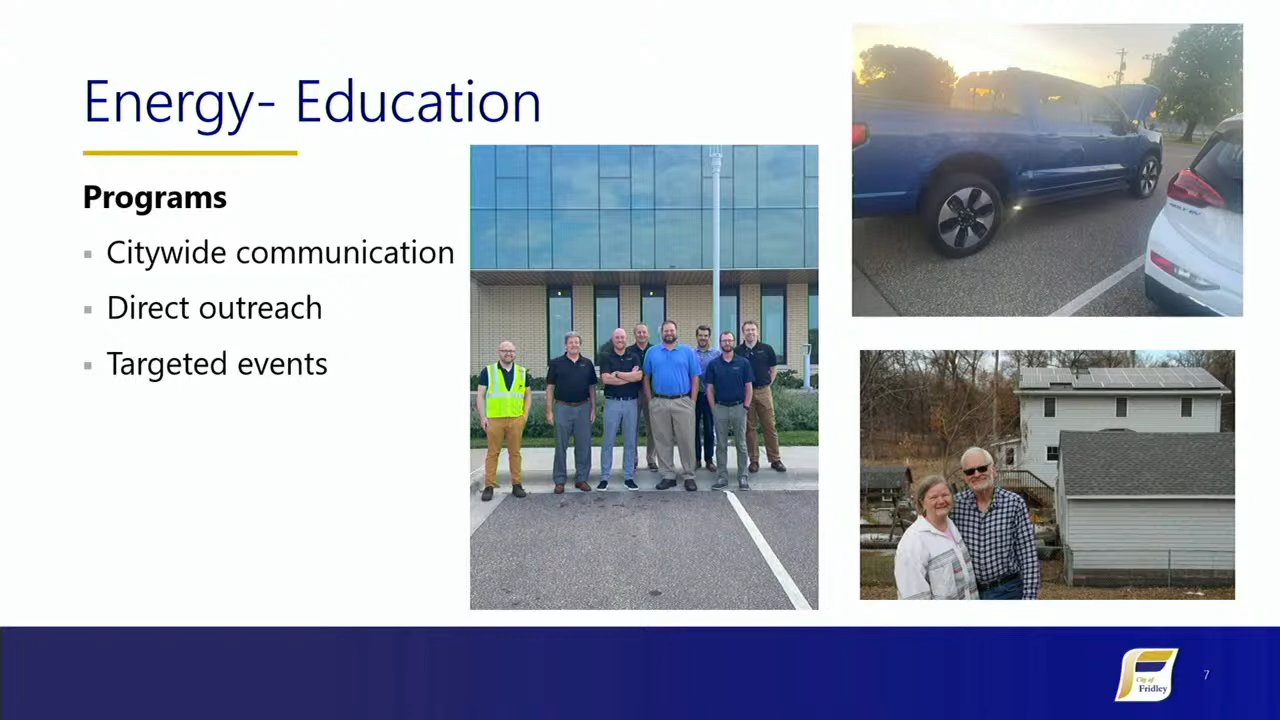 Energy- Education
Programs
Citywide communication
Direct outreach
Targeted events
City of
Fridley
7